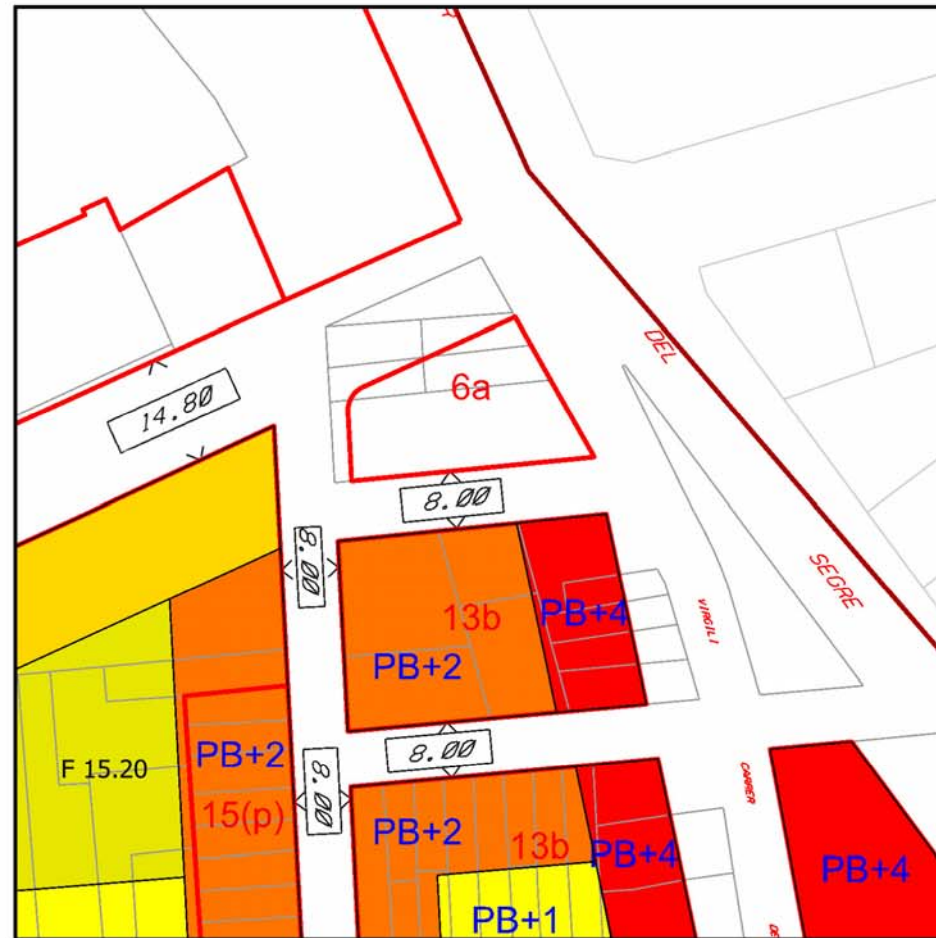 DEL
6a
14.80
8.00
8.00
SEGRE
VIRGILI
13b
PB+4
PB+2
PB+2
8.00
F 15.20
8.00
15(p)
CARRER
PB+2
13b
PB+4
PB+4
PB+1
DE